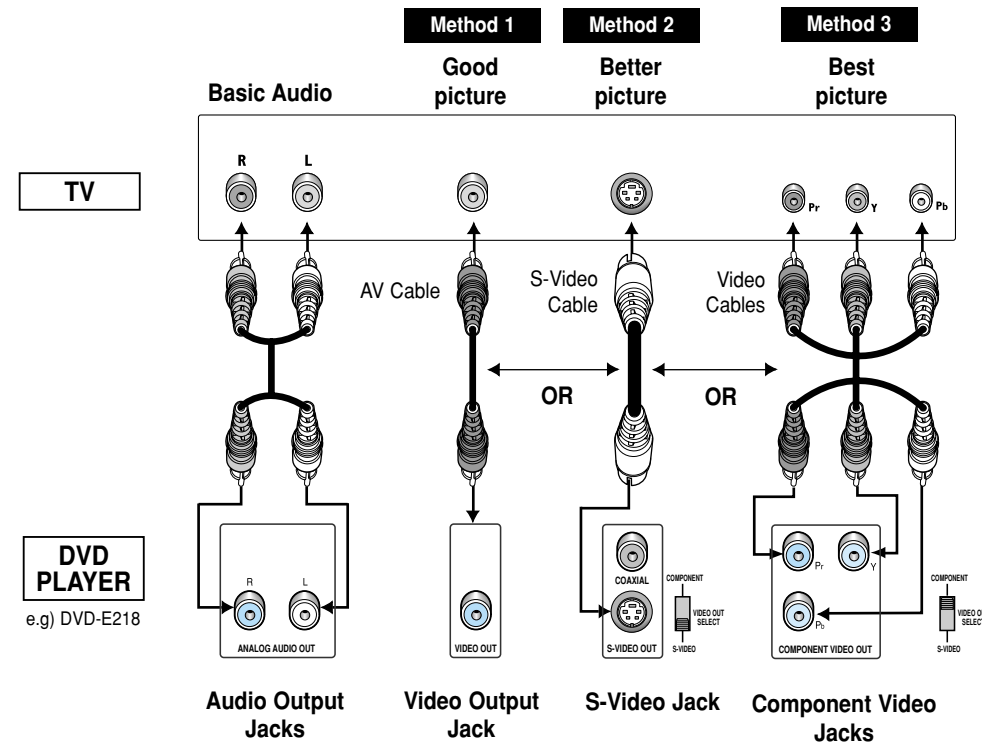 Method 1
Method 2
Method 3
Basic Audio
Good
picture
Better
picture
Best
picture
TV
R
L
Pr
Y
Pb
AV Cable
S-Video
Cable
Video
Cables
OR
OR
DVD
PLAYER
e.g) DVD-E218
R
L
ANALOG AUDIO OUT
VIDEO OUT
COAXIAL
S-VIDEO OUT
COMPONENT
VIDEO OUT
SELECT
S-VIDEO
Pr
Y
Pb
COMPONENT VIDEO OUT
COMPONENT
VIDEO
SELECT
S-VIDEO
Audio Output
Jacks
Video Output
Jack
S-Video Jack
Component Video
Jacks